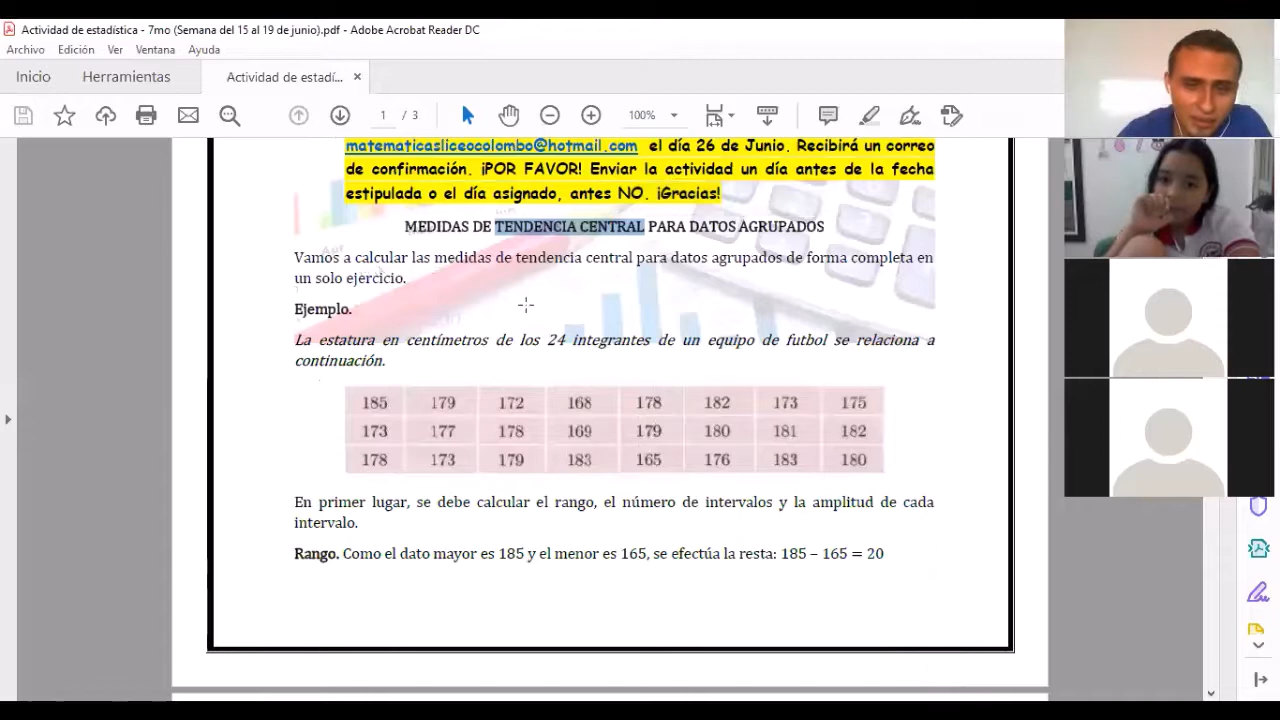 Actividad de estadística - 7mo (Semana del 15 al 19 de junio).pdf - Adobe Acrobat Reader DC
Archivo Edición Ver Ventana Ayuda
Inicio Herramientas Actividad de estadí... ×
1 / 3 100%
matematicasliceocolombo@hotmail.com el día 26 de Junio. Recibirá un correo
de confirmación. ¡POR FAVOR! Enviar la actividad un día antes de la fecha
estipulada o el día asignado, antes NO. ¡Gracias!
MEDIDAS DE TENDENCIA CENTRAL PARA DATOS AGRUPADOS
Vamos a calcular las medidas de tendencia central para datos agrupados de forma completa en
un solo ejercicio.
Ejemplo.
La estatura en centímetros de los 24 integrantes de un equipo de futbol se relaciona a
continuación.
185 179 172 168 178 182 173 175
173 177 178 169 179 180 181 182
178 173 179 183 165 176 183 180
En primer lugar, se debe calcular el rango, el número de intervalos y la amplitud de cada
intervalo.
Rango. Como el dato mayor es 185 y el menor es 165, se efectúa la resta: 185 – 165 = 20